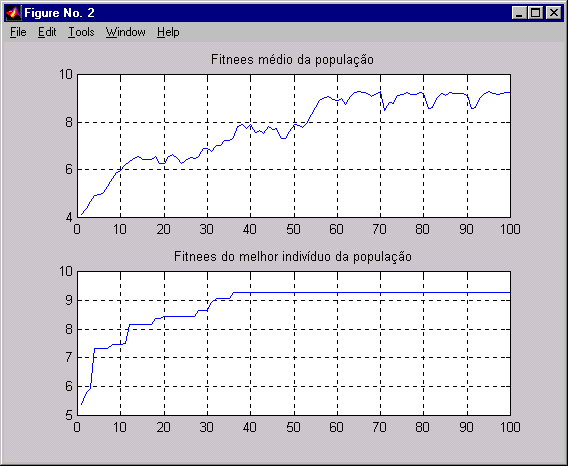 Figure No. 2
File Edit Tools Window Help
Fitnees médio da população
10
8
6
4
0 10 20 30 40 50 60 70 80 90 100
Fitnees do melhor indivíduo da população
10
9
8
7
6
5
0 10 20 30 40 50 60 70 80 90 100